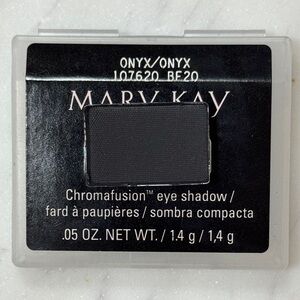 ONYX/ONYX
107620 BF20
MARY KAY
Chromafusion™ eye shadow /
fard à paupières / sombra compacta
.05 OZ. NET WT. / 1.4 g / 1,4 g